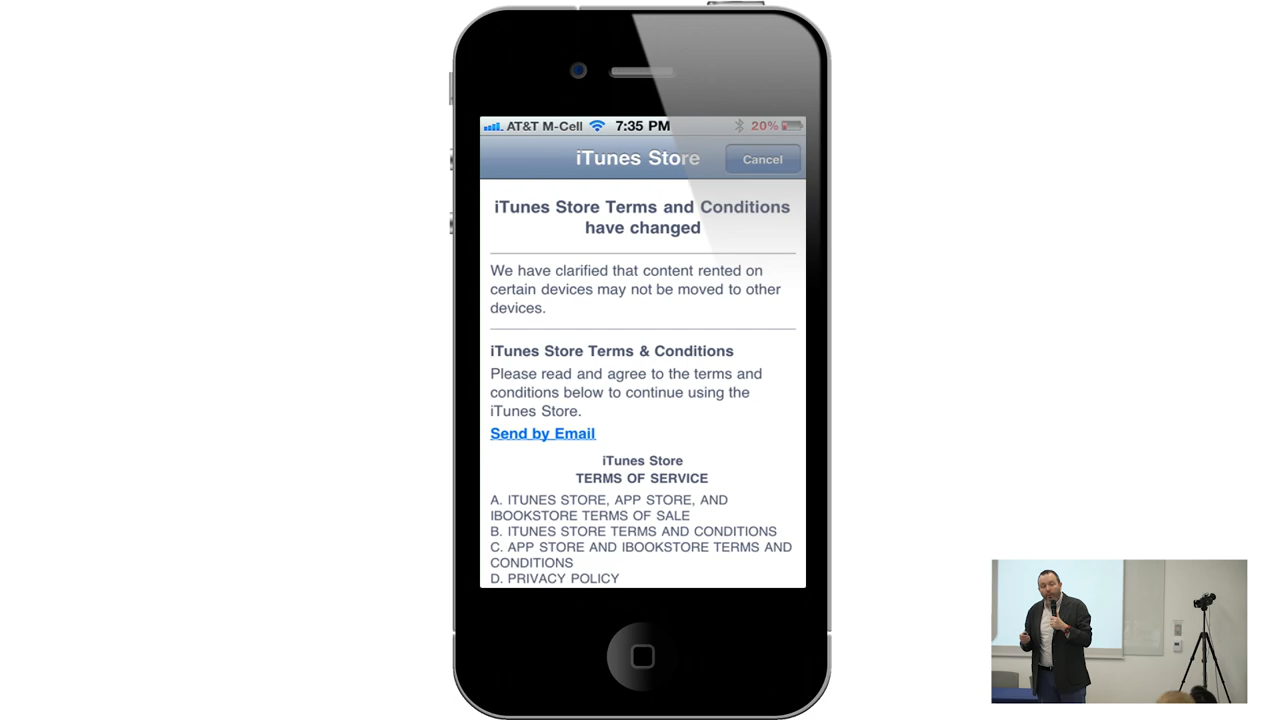 AT&T M-Cell 7:35 PM 20%
iTunes Store Cancel
iTunes Store Terms and Conditions
have changed
We have clarified that content rented on
certain devices may not be moved to other
devices.
iTunes Store Terms & Conditions
Please read and agree to the terms and
conditions below to continue using the
iTunes Store.
Send by Email
iTunes Store
TERMS OF SERVICE
A. ITUNES STORE, APP STORE, AND
IBOOKSTORE TERMS OF SALE
B. ITUNES STORE TERMS AND CONDITIONS
C. APP STORE AND IBOOKSTORE TERMS AND
CONDITIONS
D. PRIVACY POLICY